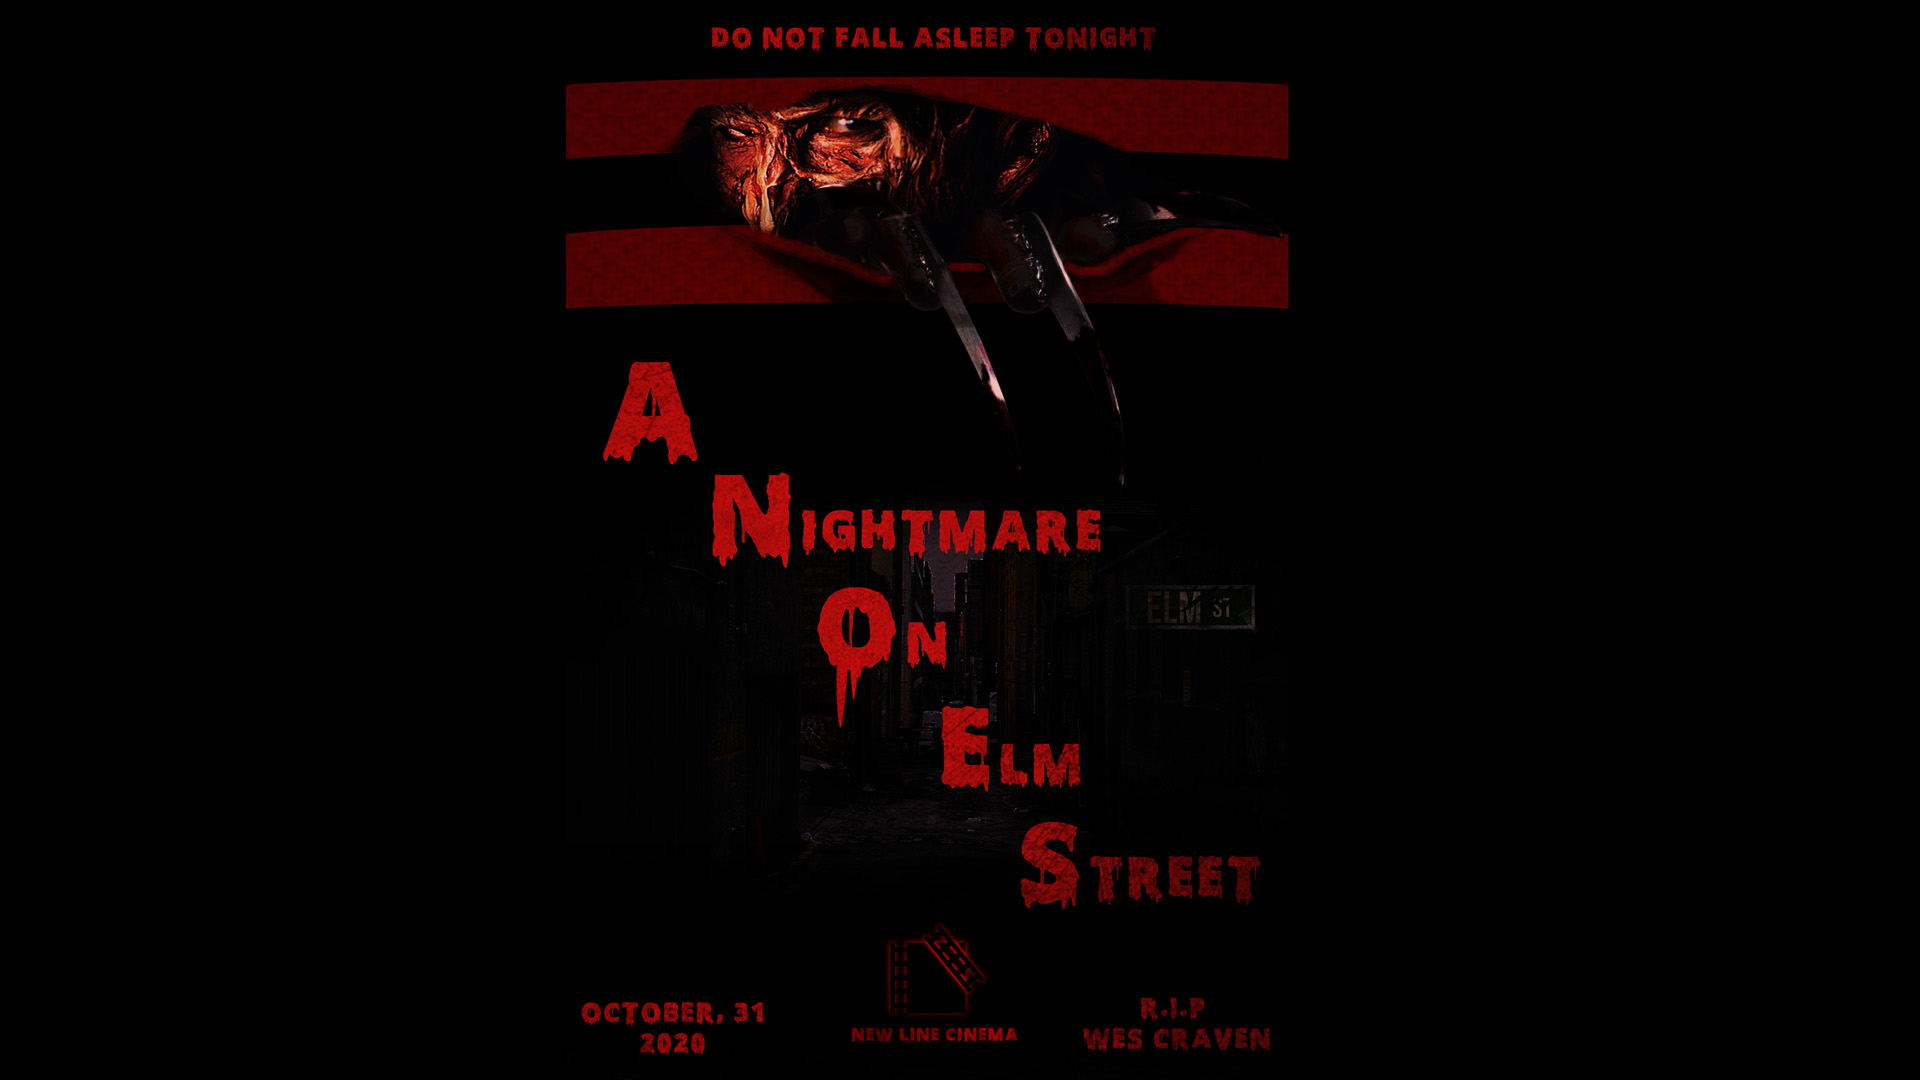 DO NOT FALL ASLEEP TONIGHT
A
NIGHTMARE
ON
ELM ST
ELM
STREET
NEW LINE CINEMA
OCTOBER, 31
2020
R.I.P
WES CRAVEN